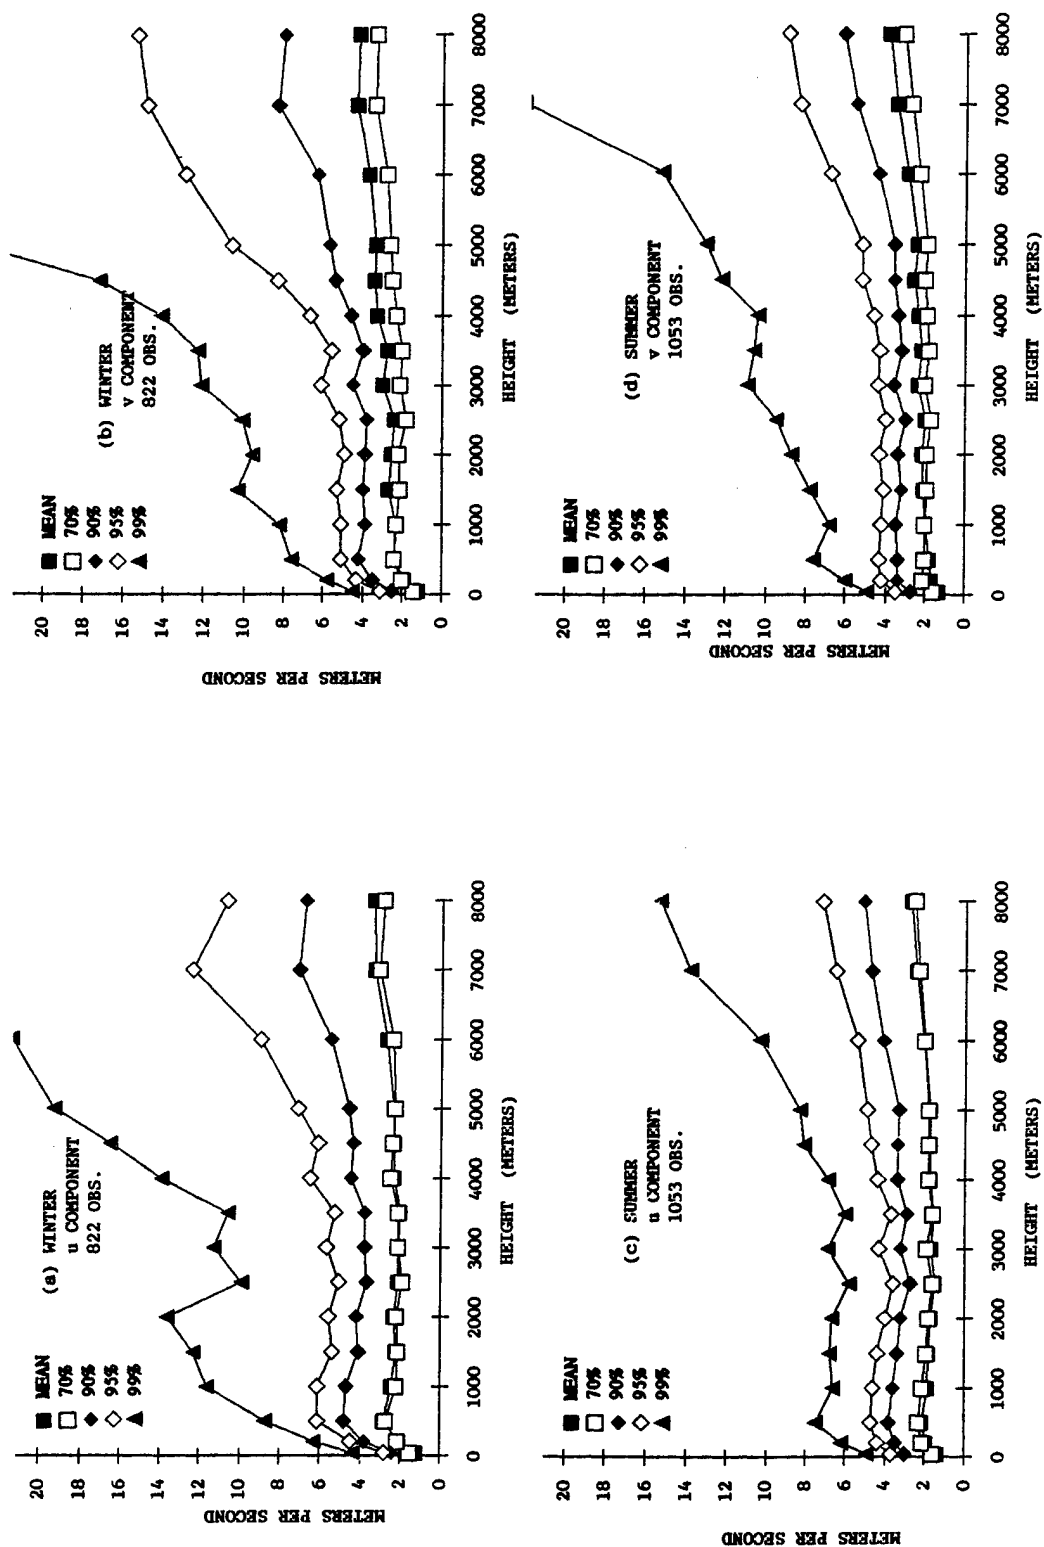 (a) WINTER
u COMPONENT
822 OBS.
MEAN
70%
90%
95%
99%
20
18
16
14
12
10
8
6
4
2
0
METERS PER SECOND
0 1000 2000 3000 4000 5000 6000 7000 8000
HEIGHT (METERS)
(b) WINTER
v COMPONENT
822 OBS.
MEAN
70%
90%
95%
99%
20
18
16
14
12
10
8
6
4
2
0
METERS PER SECOND
0 1000 2000 3000 4000 5000 6000 7000 8000
HEIGHT (METERS)
(c) SUMMER
u COMPONENT
1053 OBS.
MEAN
70%
90%
95%
99%
20
18
16
14
12
10
8
6
4
2
0
METERS PER SECOND
0 1000 2000 3000 4000 5000 6000 7000 8000
HEIGHT (METERS)
(d) SUMMER
v COMPONENT
1053 OBS.
MEAN
70%
90%
95%
99%
20
18
16
14
12
10
8
6
4
2
0
METERS PER SECOND
0 1000 2000 3000 4000 5000 6000 7000 8000
HEIGHT (METERS)